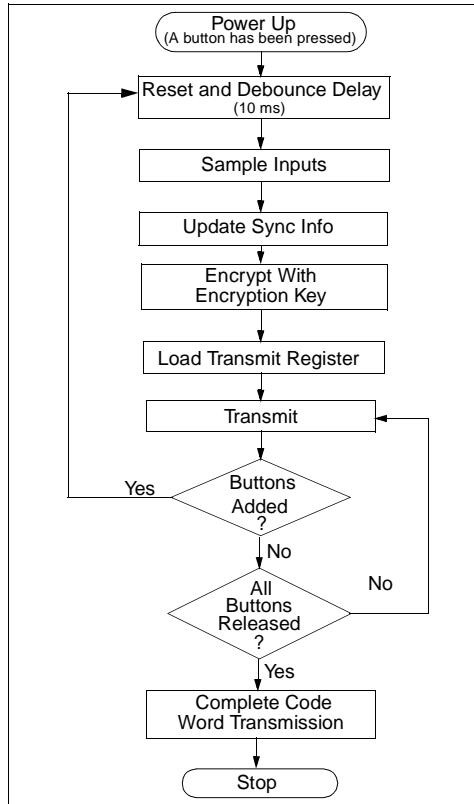 Power Up
(A button has been pressed)
Reset and Debounce Delay
(10 ms)
Sample Inputs
Update Sync Info
Encrypt With
Encryption Key
Load Transmit Register
Transmit
Buttons
Added
?
Yes
No
All
Buttons
Released
?
No
Yes
Complete Code
Word Transmission
Stop